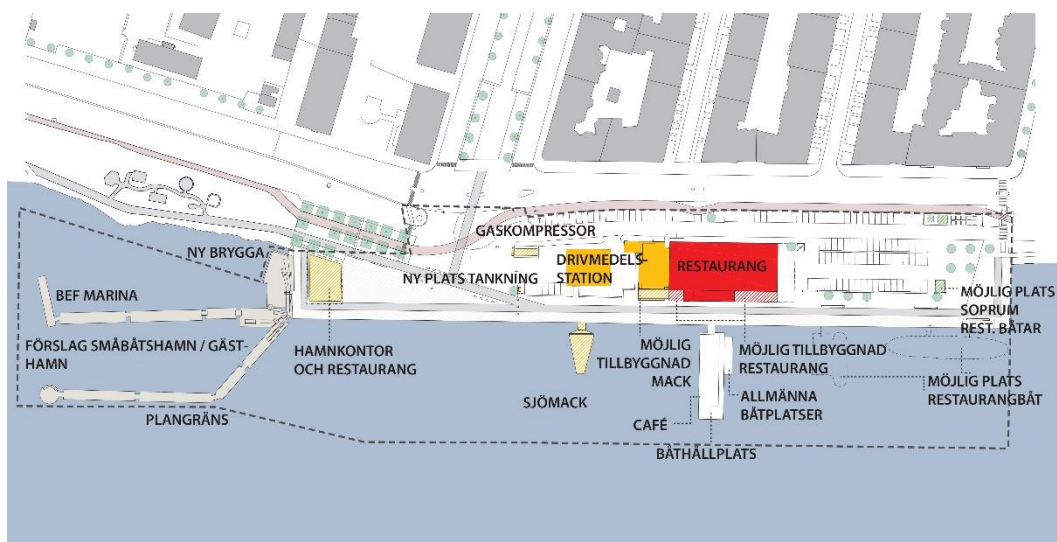 GASKOMPRESSOR
NY BRYGGA
DRIVMEDELS-
STATION
RESTAURANG
NY PLATS TANKNING
BEF MARINA
MÖJLIG PLATS
SOPRUM
REST. BÅTAR
FÖRSLAG SMÅBÅTSHAMN / GÄST-
HAMN
HAMNKONTOR
OCH RESTAURANG
MÖJLIG
TILLBYGGNAD
MACK
MÖJLIG TILLBYGGNAD
RESTAURANG
MÖJLIG PLATS
RESTAURANGBÅT
SJÖMACK
ALLMÄNNA
BÅTPLATSER
PLANGRÄNS
CAFÉ
BÅTHÅLLPLATS